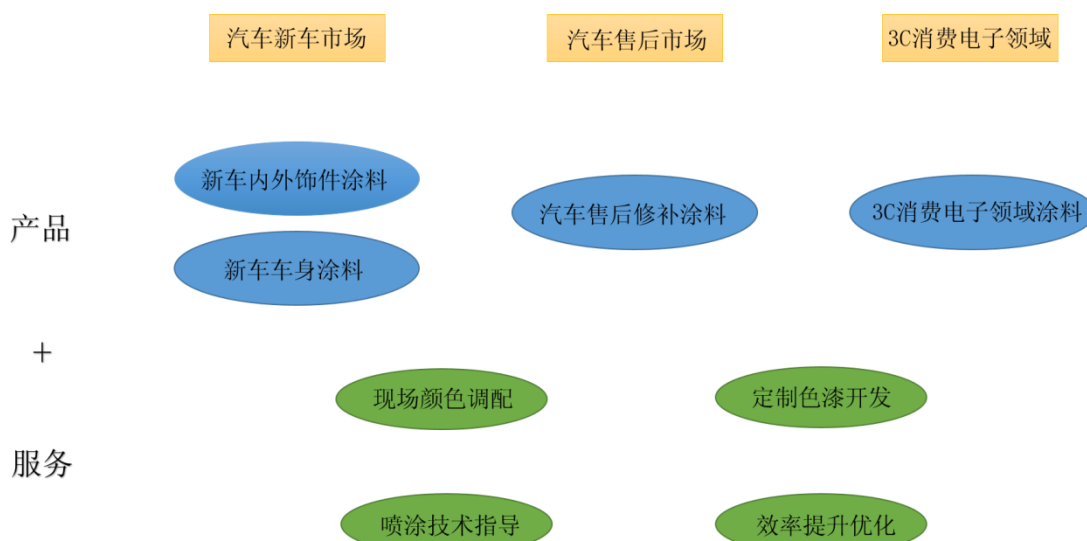 汽车新车市场
汽车售后市场
3C消费电子领域
产品
新车内外饰件涂料
新车车身涂料
汽车售后修补涂料
3C消费电子领域涂料
+
服务
现场颜色调配
定制色漆开发
喷涂技术指导
效率提升优化